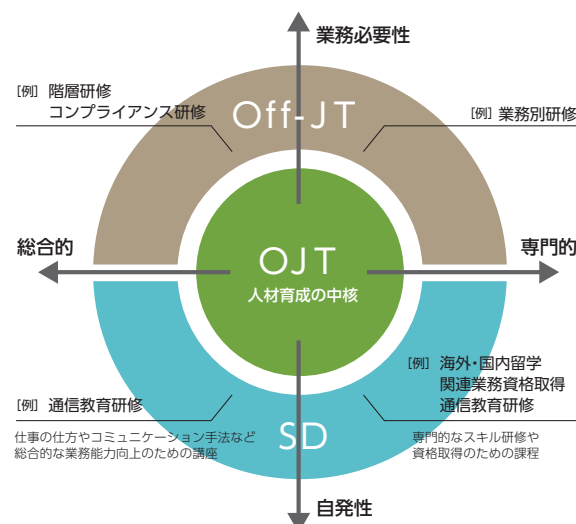 業務必要性
[例] 階層研修
コンプライアンス研修
Off-JT
[例] 業務別研修
総合的
専門的
OJT
人材育成の中核
[例] 海外・国内留学
関連業務資格取得
通信教育研修
[例] 通信教育研修
仕事の仕方やコミュニケーション手法など
総合的な業務能力向上のための講座
SD
専門的なスキル研修や
資格取得のための課程
自発性